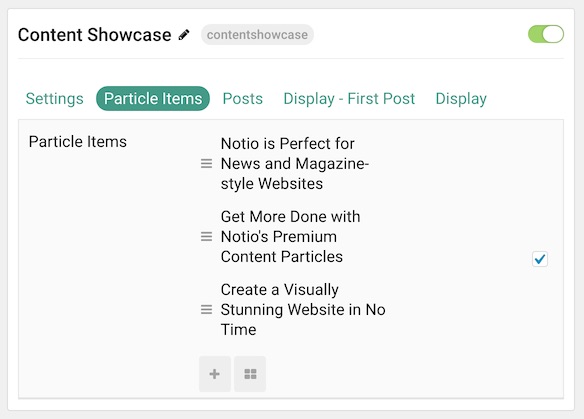 Content Showcase
contentshowcase
Settings
Particle Items
Posts
Display - First Post
Display
Particle Items
Notio is Perfect for
News and Magazine-
style Websites
Get More Done with
Notio's Premium
Content Particles
Create a Visually
Stunning Website in No
Time